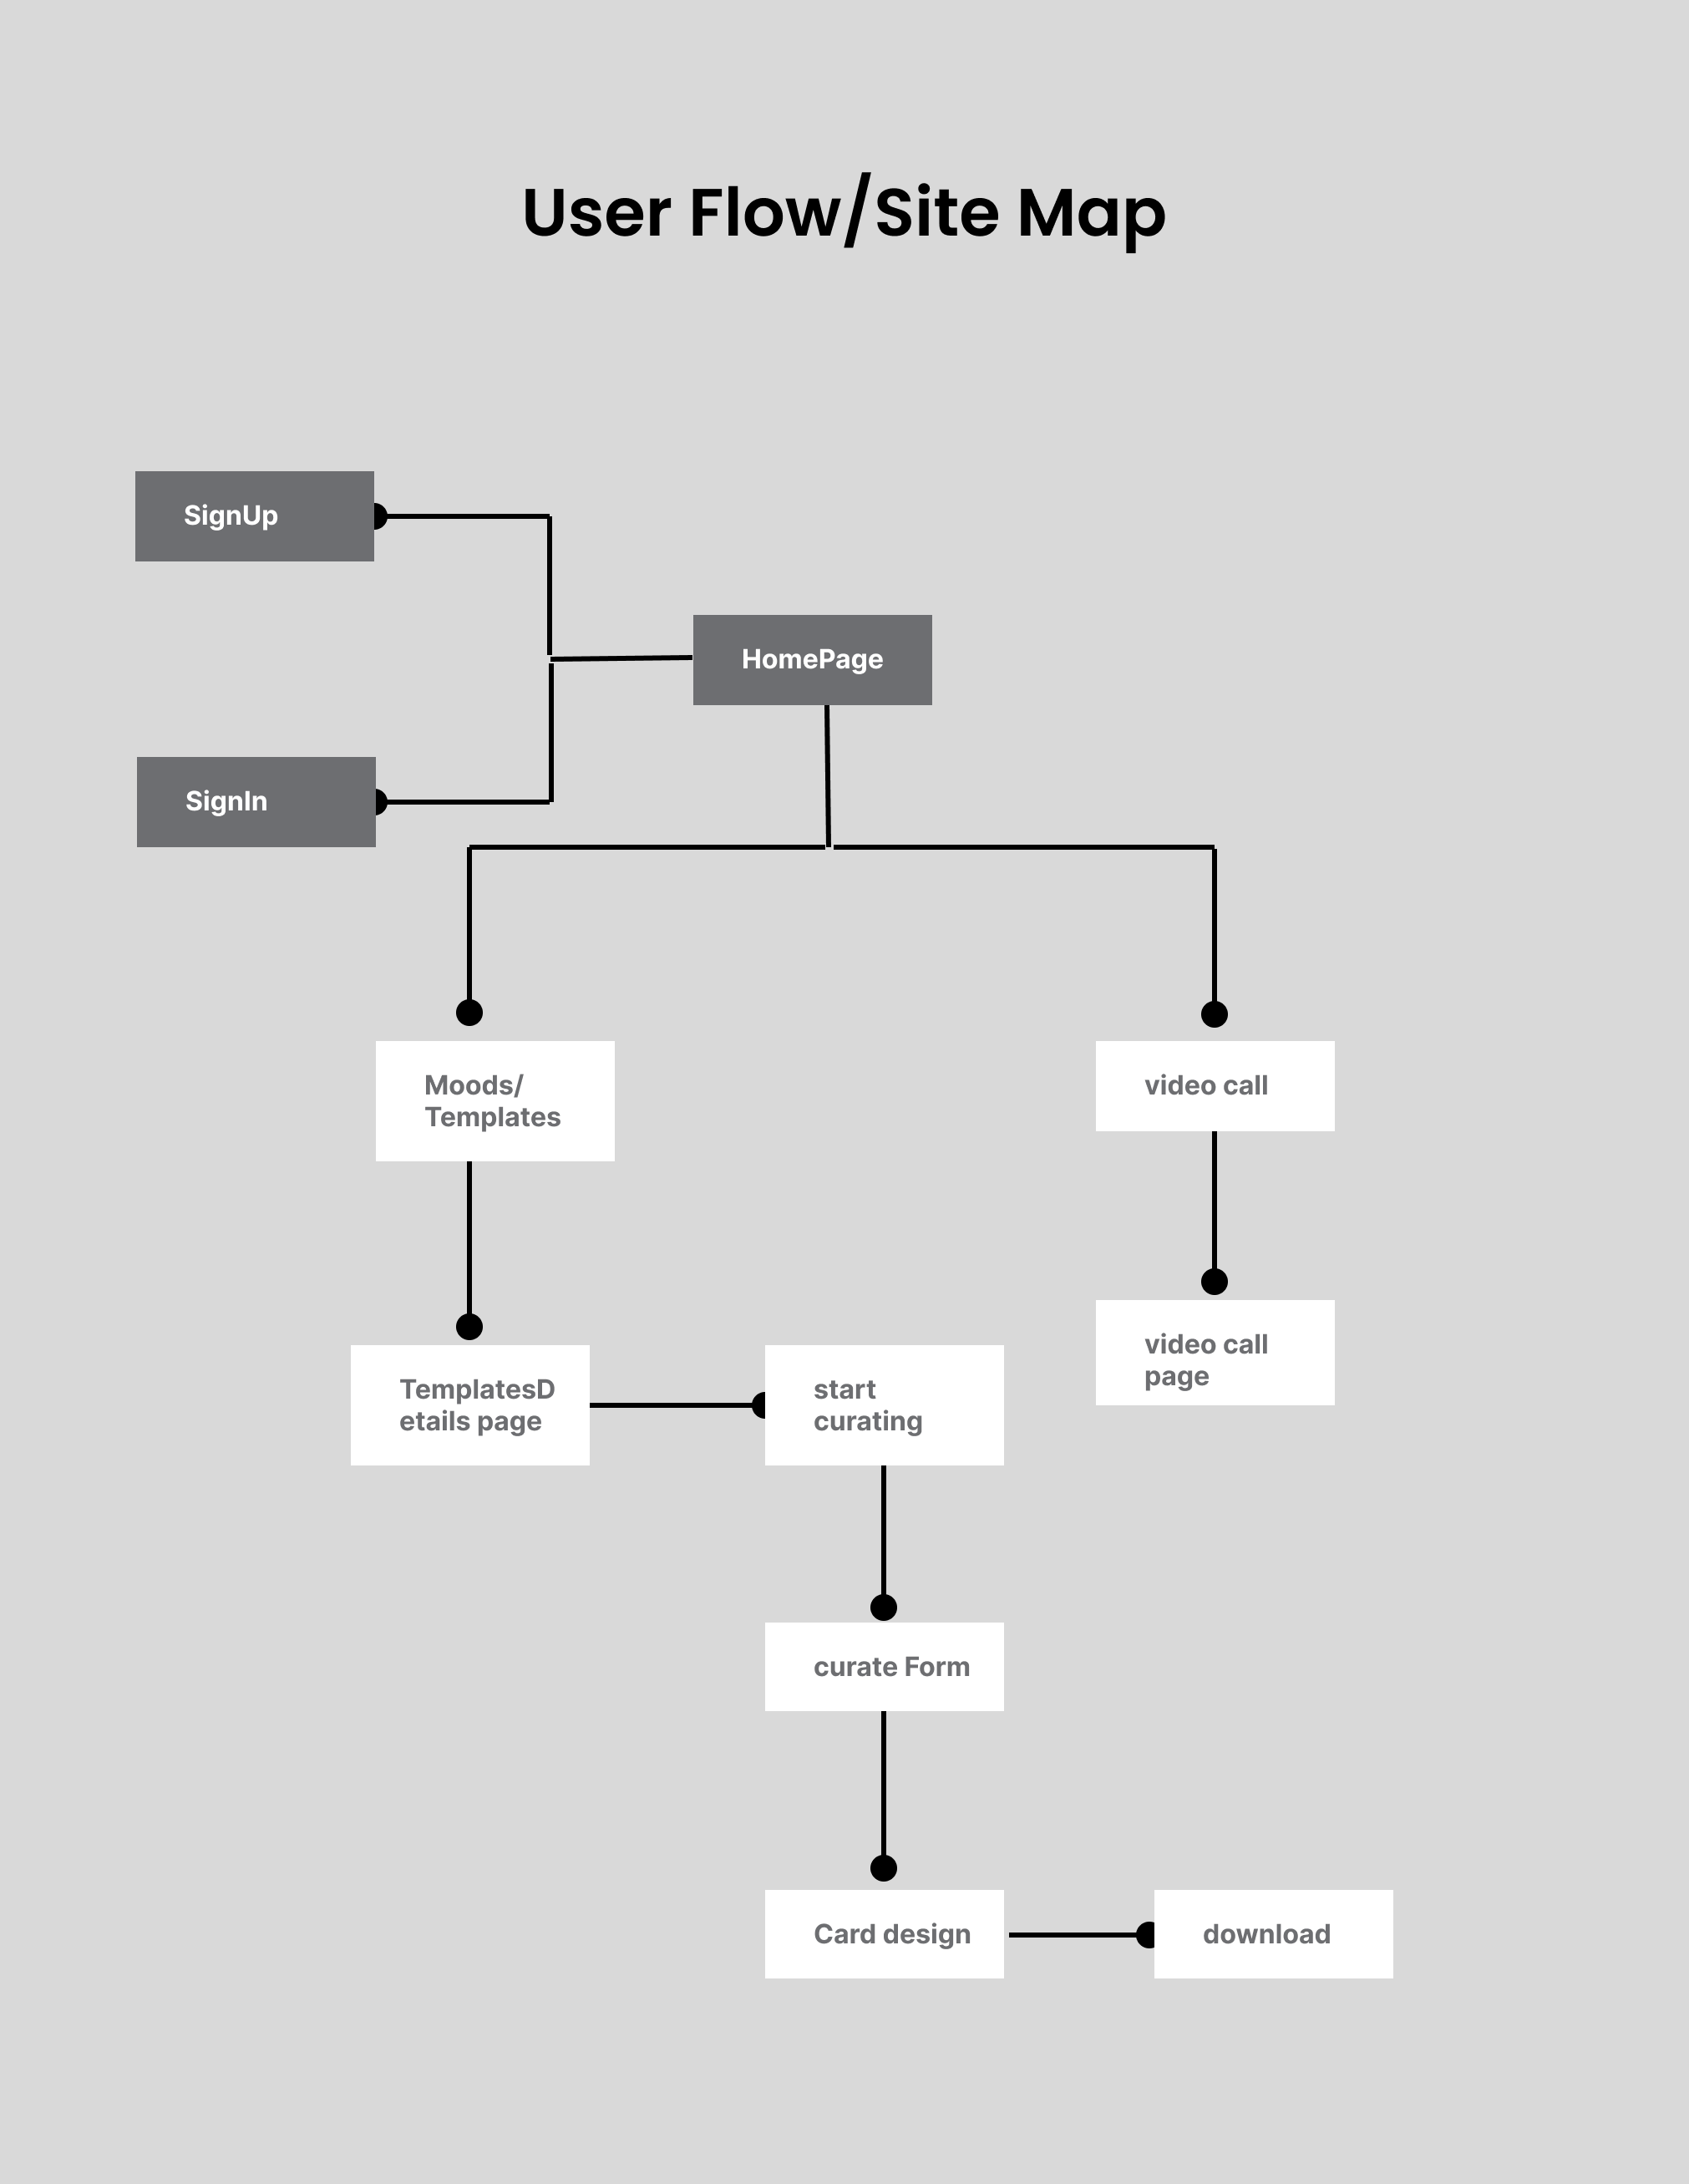 User Flow/Site Map
SignUp
HomePage
SignIn
Moods/
Templates
video call
video call
page
TemplatesD
etails page
start
curating
curate Form
Card design
download